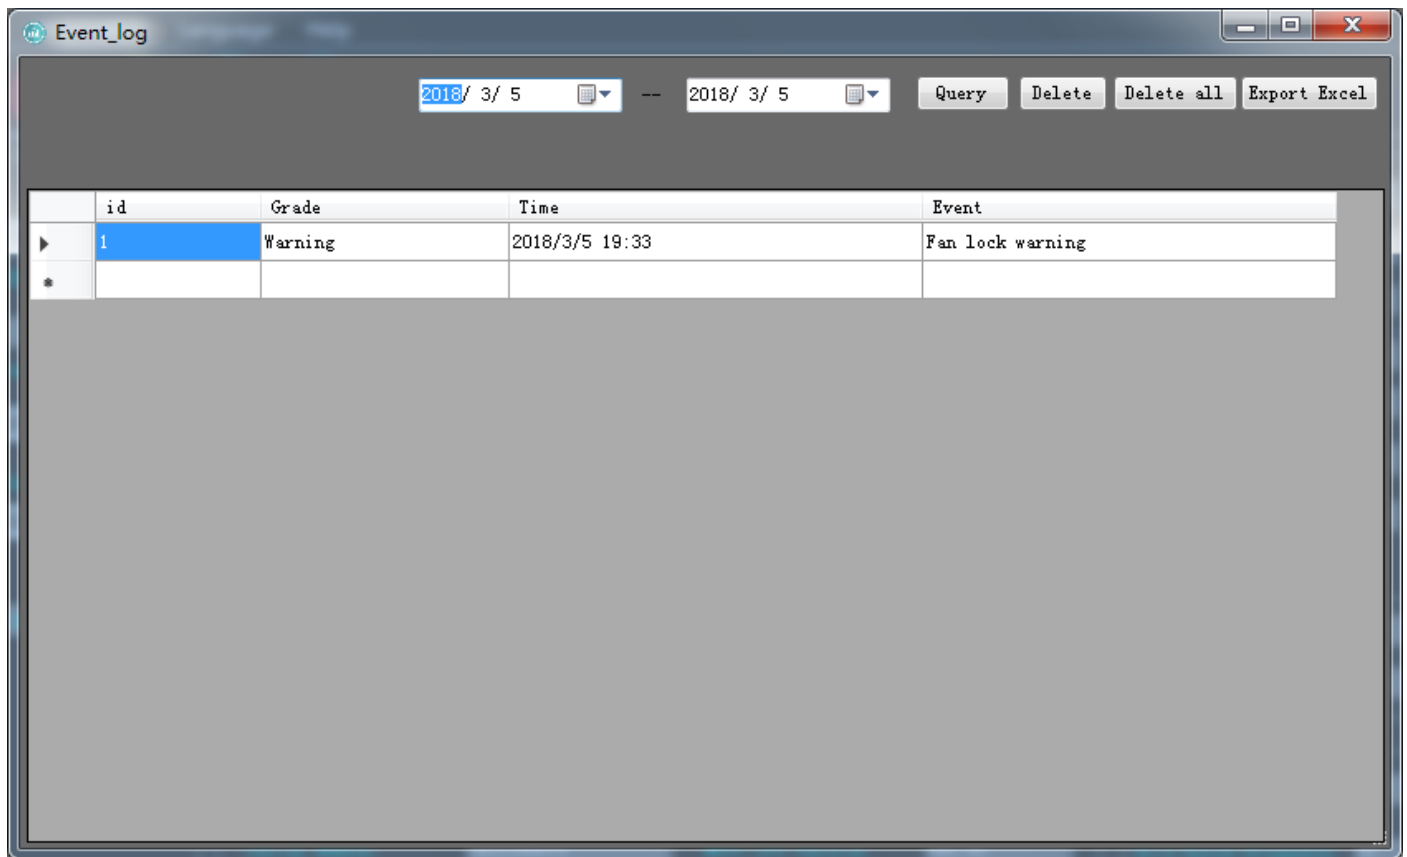 Event_log
2018/ 3/ 5 -- 2018/ 3/ 5 Query Delete Delete all Export Excel
id Grade Time Event
1 Warning 2018/3/5 19:33 Fan lock warning